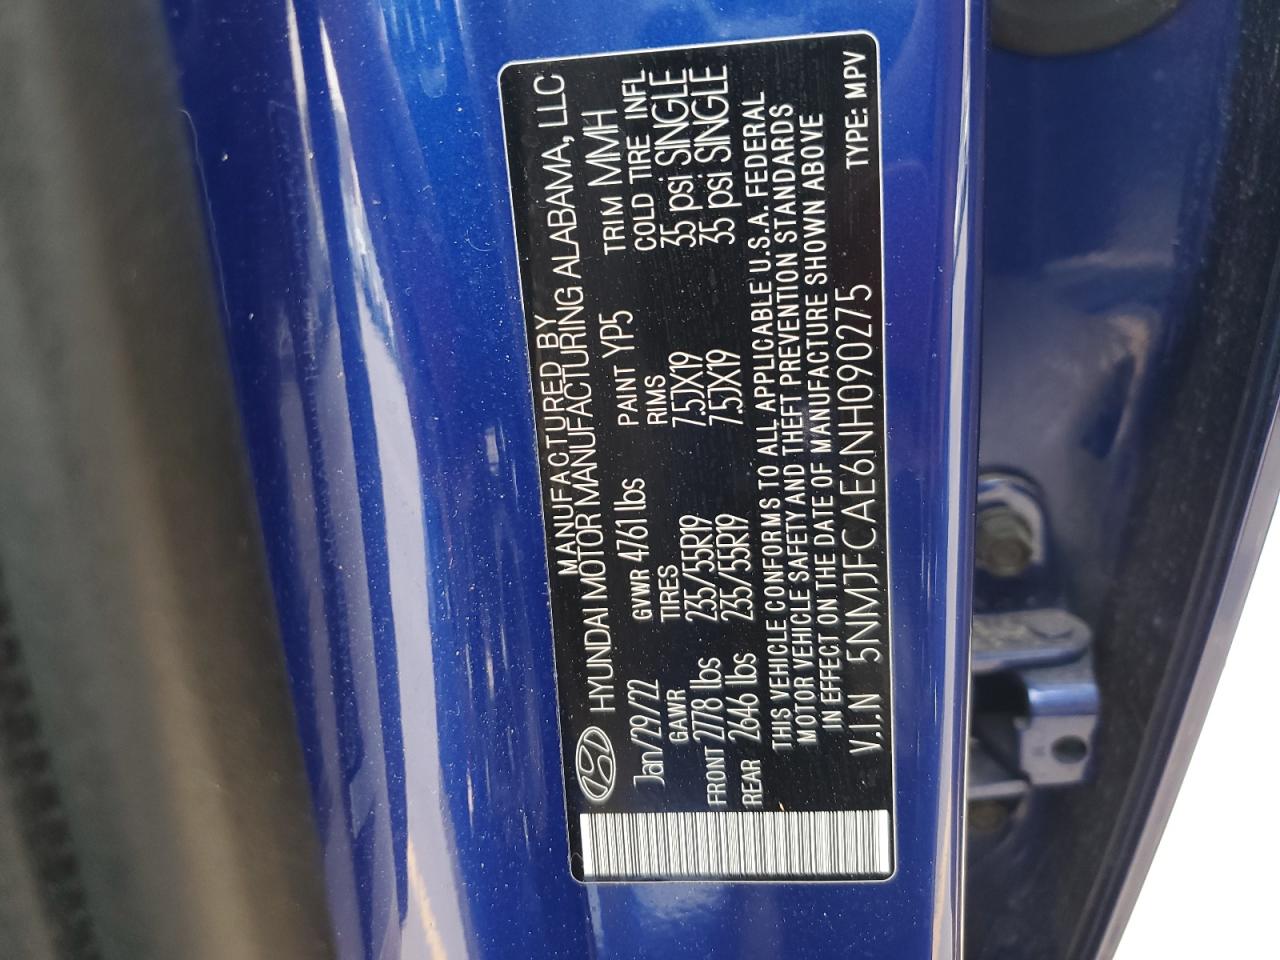 MANUFACTURED BY
HYUNDAI MOTOR MANUFACTURING ALABAMA, LLC
Jan/29/22 GVWR 4761 lbs PAINT YP5 TRIM MMH
GAWR TIRES RIMS COLD TIRE INFL
FRONT 2778 lbs 235/55R19 7.5JX19 35 psi SINGLE
REAR 2646 lbs 235/55R19 7.5JX19 35 psi SINGLE
THIS VEHICLE CONFORMS TO ALL APPLICABLE U.S.A. FEDERAL
MOTOR VEHICLE SAFETY AND THEFT PREVENTION STANDARDS
IN EFFECT ON THE DATE OF MANUFACTURE SHOWN ABOVE
V.I.N 5NMJFCAE6NH090275 TYPE: MPV